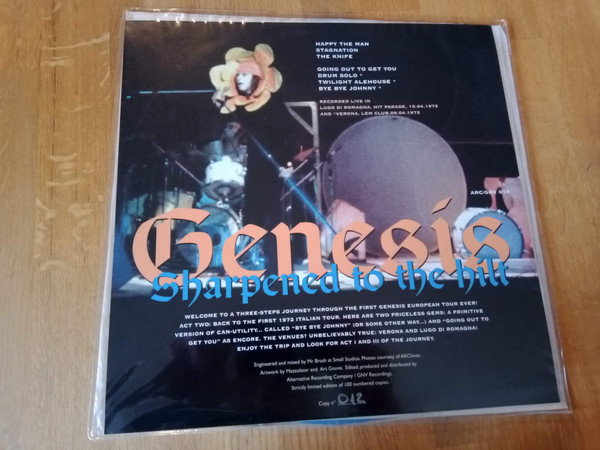 HAPPY THE MAN
STAGNATION
THE KNIFE
GOING OUT TO GET YOU
DRUM SOLO *
TWILIGHT ALEHOUSE *
BYE BYE JOHNNY *
RECORDED LIVE IN
LUGO DI ROMAGNA, HIT PARADE, 19.04.1972
AND *VERONA, LEM CLUB, 09.04.1972
ARC/GNV 014
Genesis
Sharpened to the hilt
WELCOME TO A THREE-STEPS JOURNEY THROUGH THE FIRST GENESIS EUROPEAN TOUR EVER!
ACT TWO: BACK TO THE FIRST 1972 ITALIAN TOUR. HERE ARE TWO PRICELESS GEMS: A PRIMITIVE
VERSION OF CAN-UTILITY... CALLED "BYE BYE JOHNNY" (OR SOME OTHER WAY...) AND "GOING OUT TO
GET YOU" AS ENCORE. THE VENUES! UNBELIEVABLY TRUE: VERONA AND LUGO DI ROMAGNA!
ENJOY THE TRIP AND LOOK FOR ACT I AND III OF THE JOURNEY.
Engineered and mixed by Mr Brush at Small Studios. Photos courtesy of ARChives.
Artwork by Mattulator and Art Gnovis. Edited, produced and distributed by
Alternative Recording Company / GNV Recordings.
Strictly limited edition of 100 numbered copies.
Copy n° 012